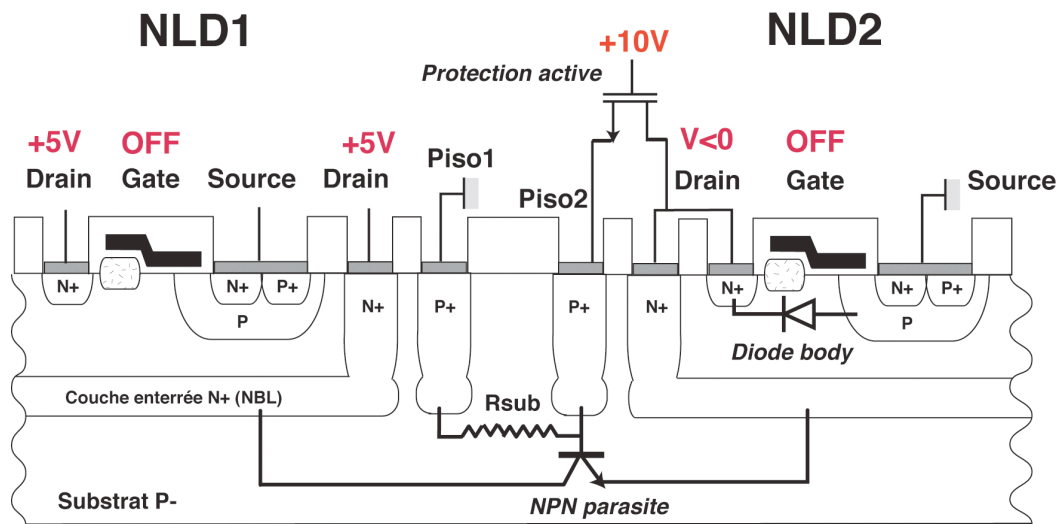 NLD1
NLD2
+10V
Protection active
+5V
OFF
+5V
Piso1
V<0
OFF
Drain
Gate
Source
Drain
Piso2
Drain
Gate
Source
N+
N+
P+
P
N+
P+
P+
N+
N+
N+
P+
P
Diode body
Couche enterrée N+ (NBL)
Rsub
Substrat P-
NPN parasite